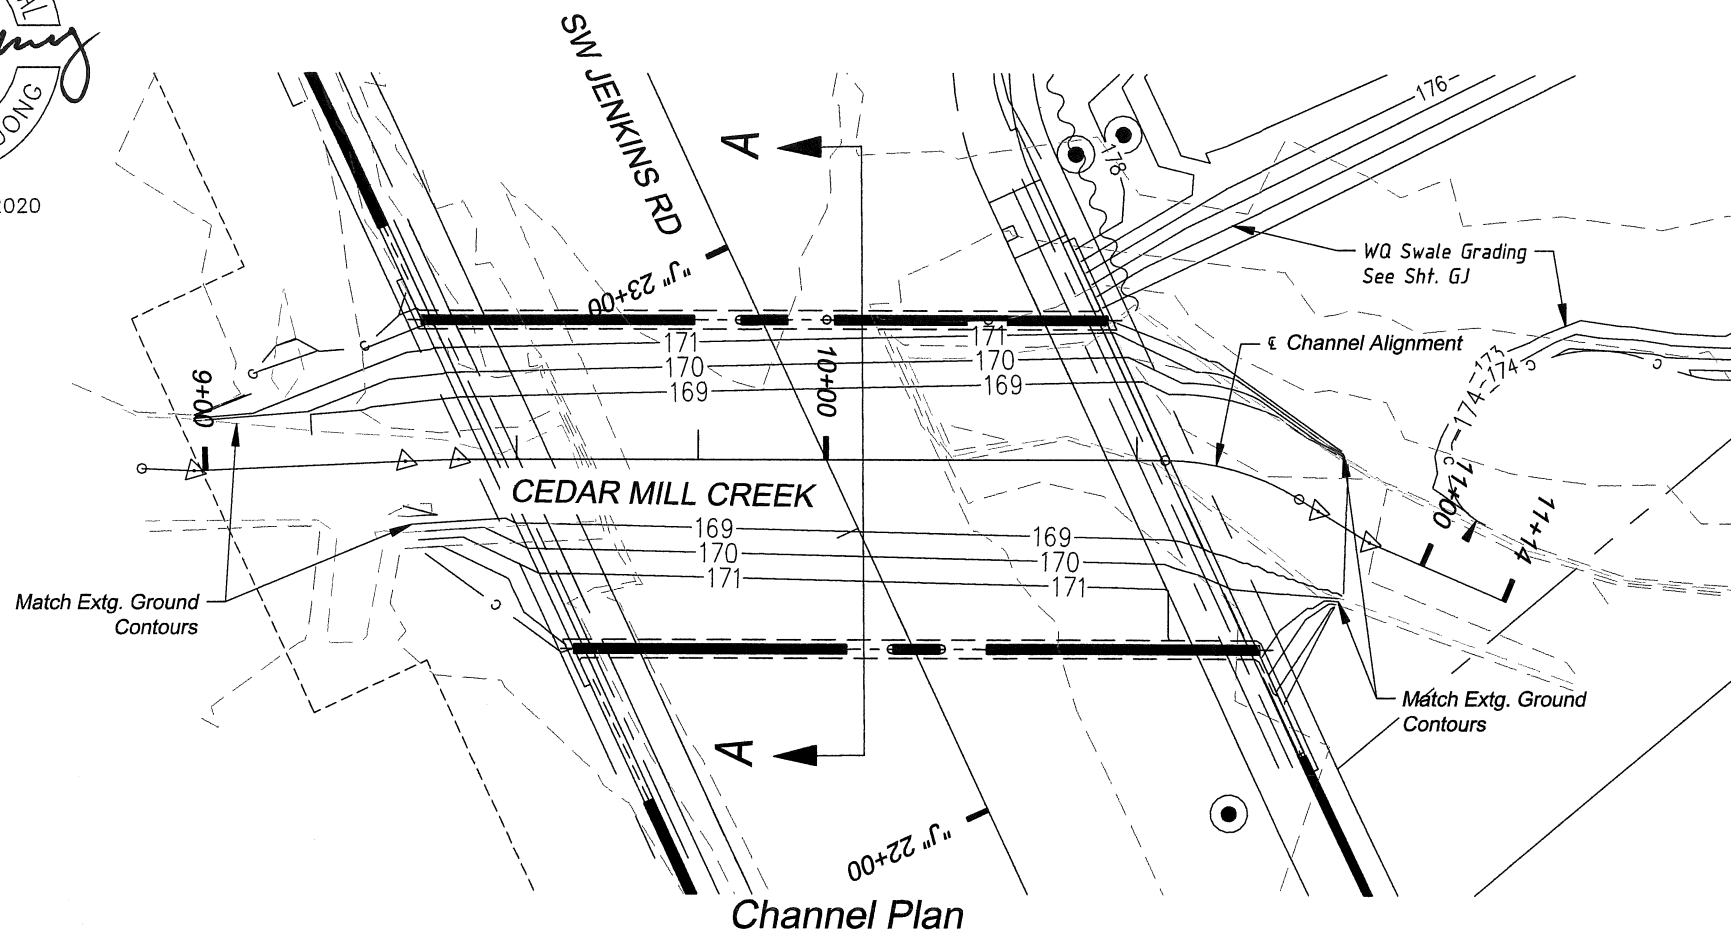 AL
JONG
2020
SW JENKINS RD
A
176
178
"J" 23+00
WQ Swale Grading
See Sht. GJ
171
171
℄ Channel Alignment
170
170
173
174
169
169
174
9+00
10+00
CEDAR MILL CREEK
11+00
11+14
169
169
170
170
171
171
Match Extg. Ground
Contours
Match Extg. Ground
Contours
A
"J" 22+00
Channel Plan